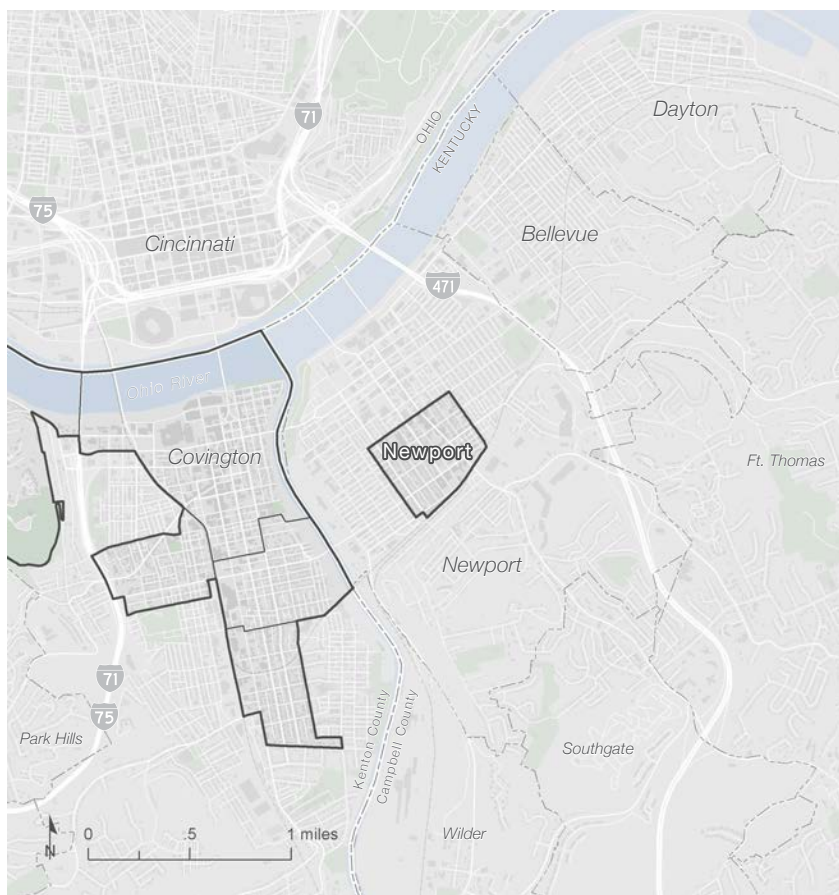 Dayton
71
OHIO
KENTUCKY
75
Cincinnati
Bellevue
471
Ohio River
Newport
Covington
Ft. Thomas
Newport
71
75
Kenton County
Campbell County
Park Hills
Southgate
Wilder
N
0 .5 1 miles